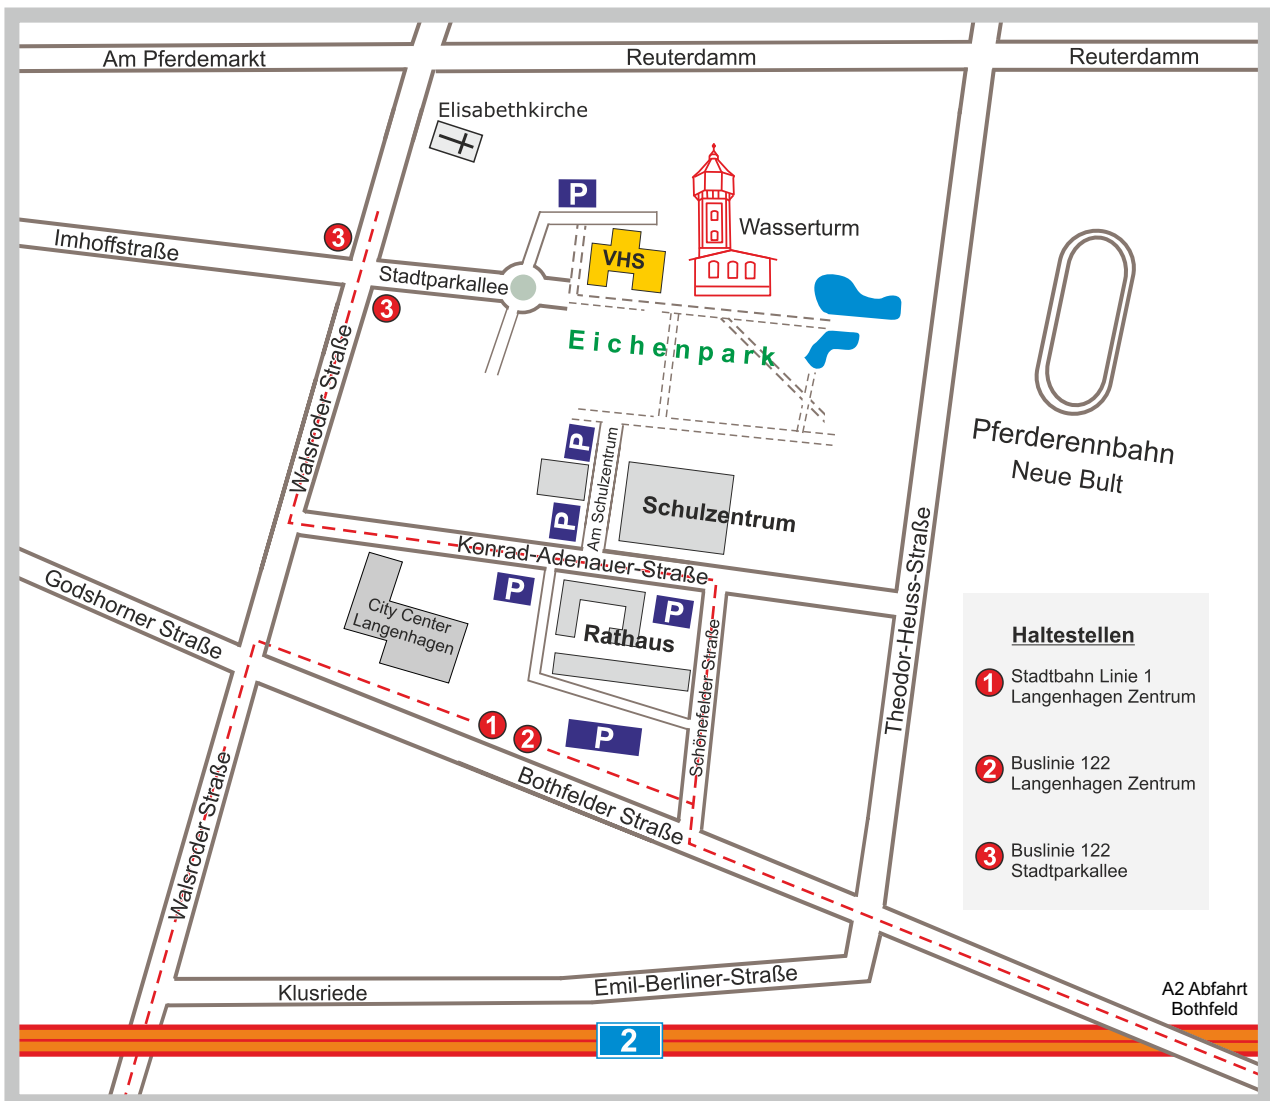 Am Pferdemarkt
Reuterdamm
Reuterdamm
Elisabethkirche
P
Wasserturm
3
Imhoffstraße
VHS
Stadtparkallee
3
Eichenpark
Walsroder Straße
Pferderennbahn
Neue Bult
P
Am Schulzentrum
Schulzentrum
P
Konrad-Adenauer-Straße
Theodor-Heuss-Straße
Godshorner Straße
City Center
Langenhagen
P
P
Rathaus
Schönefelder-Straße
Haltestellen
1 Stadtbahn Linie 1
Langenhagen Zentrum
2 Buslinie 122
Langenhagen Zentrum
3 Buslinie 122
Stadtparkallee
1
2
P
Bothfelder Straße
Walsroder Straße
Klusriede
Emil-Berliner-Straße
A2 Abfahrt
Bothfeld
2